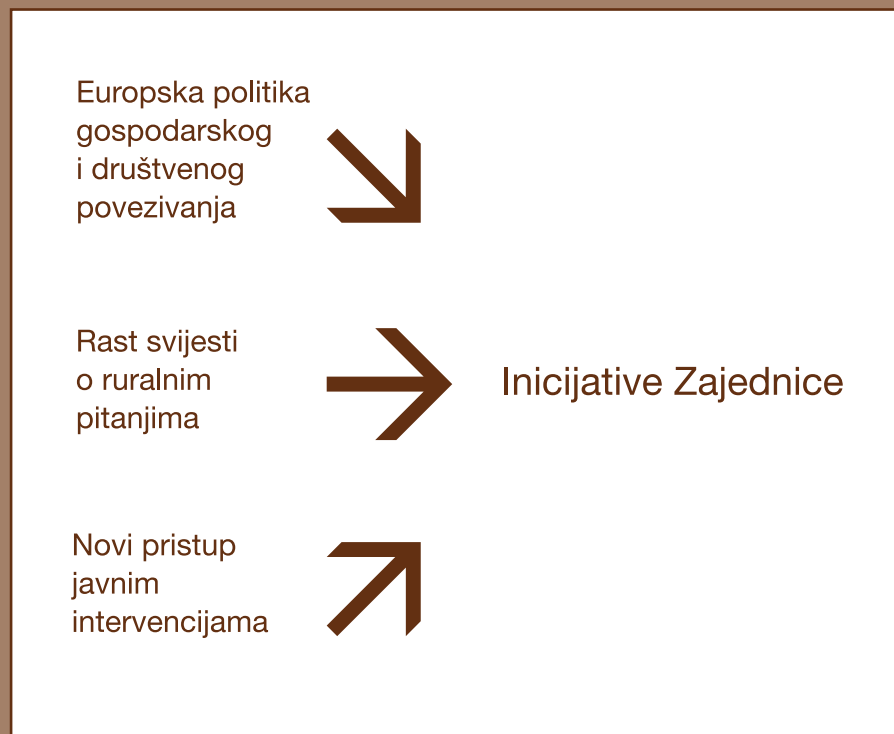 Europska politika
gospodarskog
i društvenog
povezivanja
Rast svijesti
o ruralnim
pitanjima
Inicijative Zajednice
Novi pristup
javnim
intervencijama